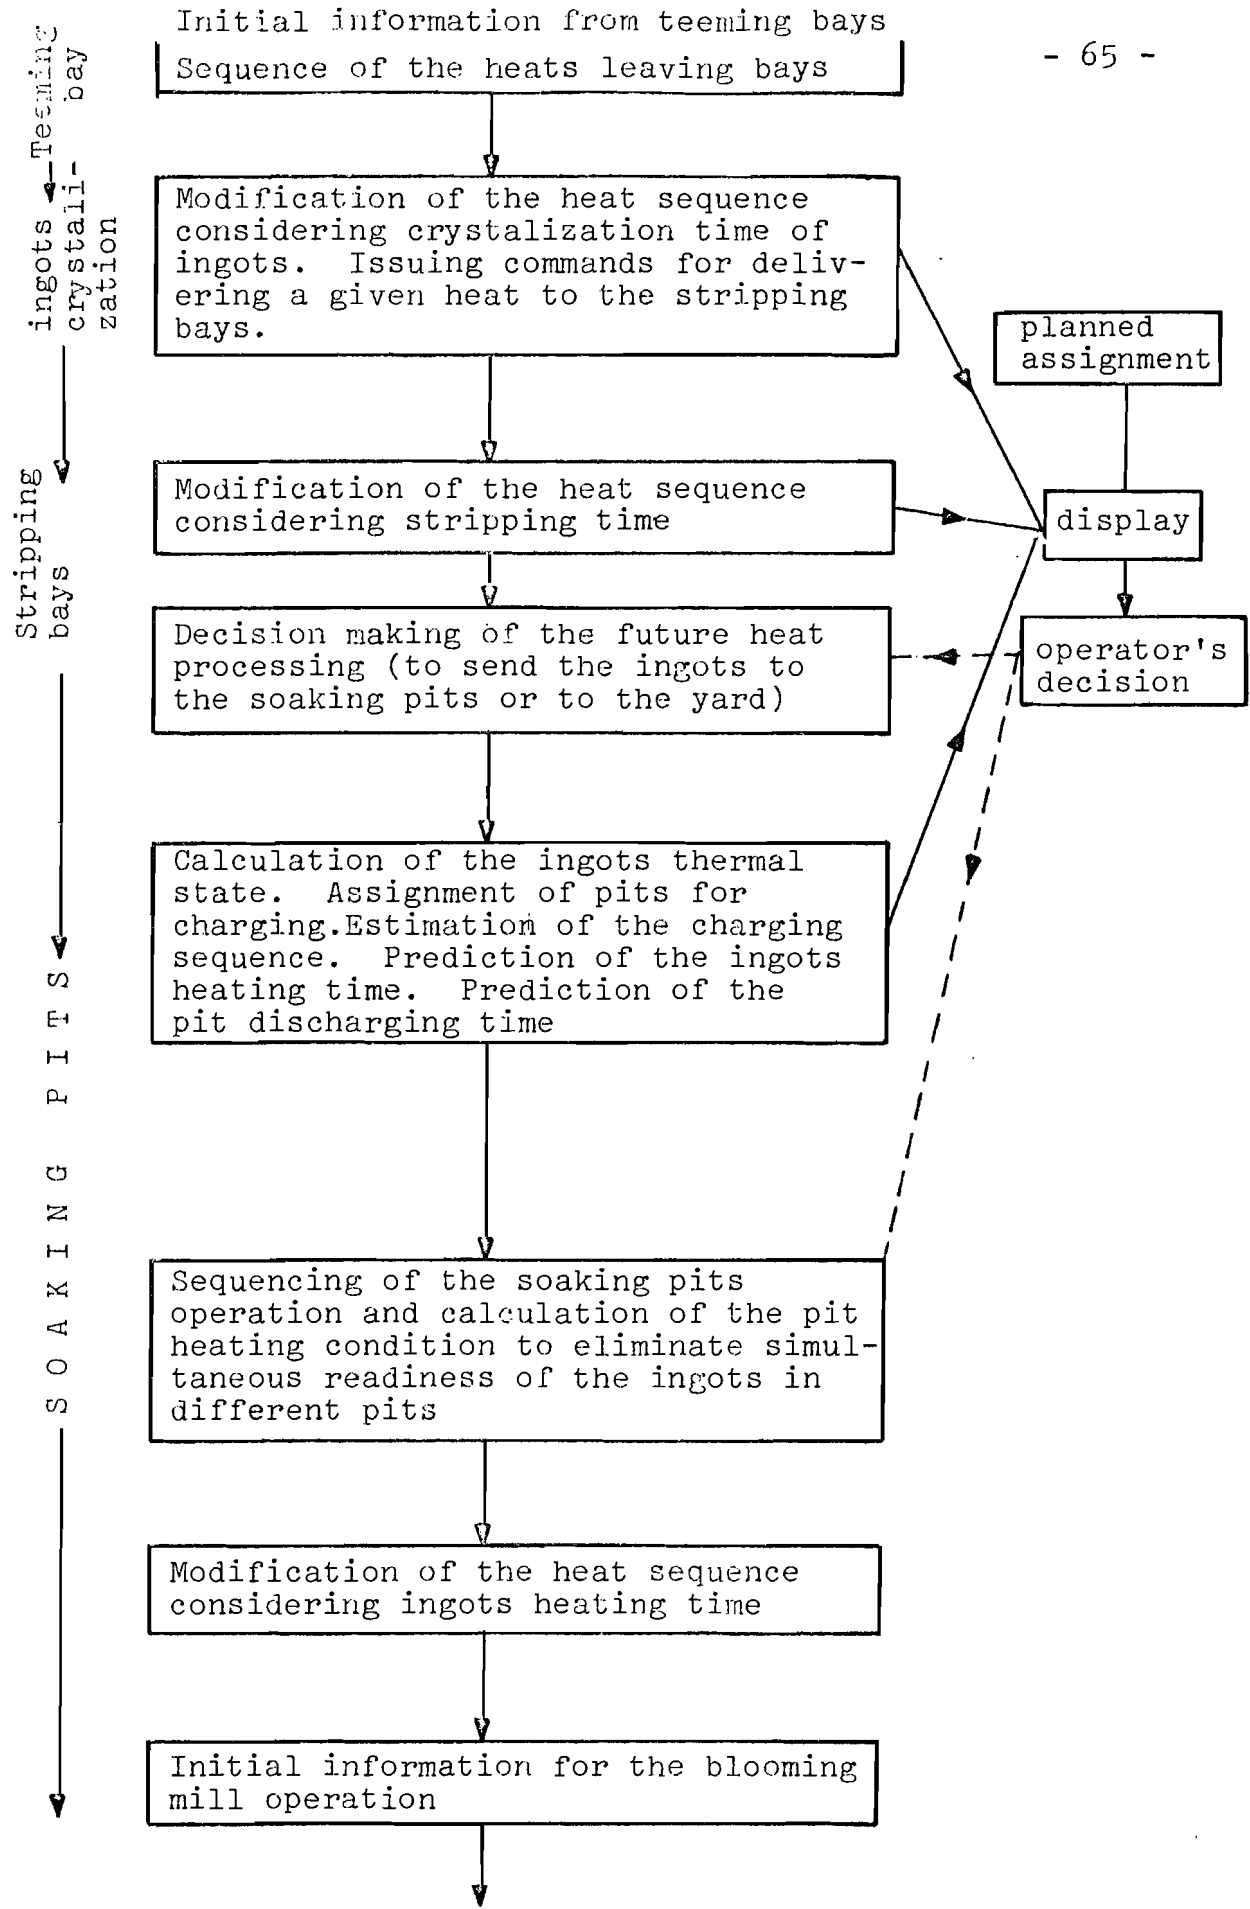 Initial information from teeming bays
Sequence of the heats leaving bays
- 65 -
Teeming
bay
ingots
crystali-
zation
Modification of the heat sequence
considering crystalization time of
ingots. Issuing commands for deliv-
ering a given heat to the stripping
bays.
planned
assignment
Stripping
bays
Modification of the heat sequence
considering stripping time
display
Decision making of the future heat
processing (to send the ingots to
the soaking pits or to the yard)
operator's
decision
SOAKING PITS
Calculation of the ingots thermal
state. Assignment of pits for
charging.Estimation of the charging
sequence. Prediction of the ingots
heating time. Prediction of the
pit discharging time
Sequencing of the soaking pits
operation and calculation of the pit
heating condition to eliminate simul-
taneous readiness of the ingots in
different pits
Modification of the heat sequence
considering ingots heating time
Initial information for the blooming
mill operation